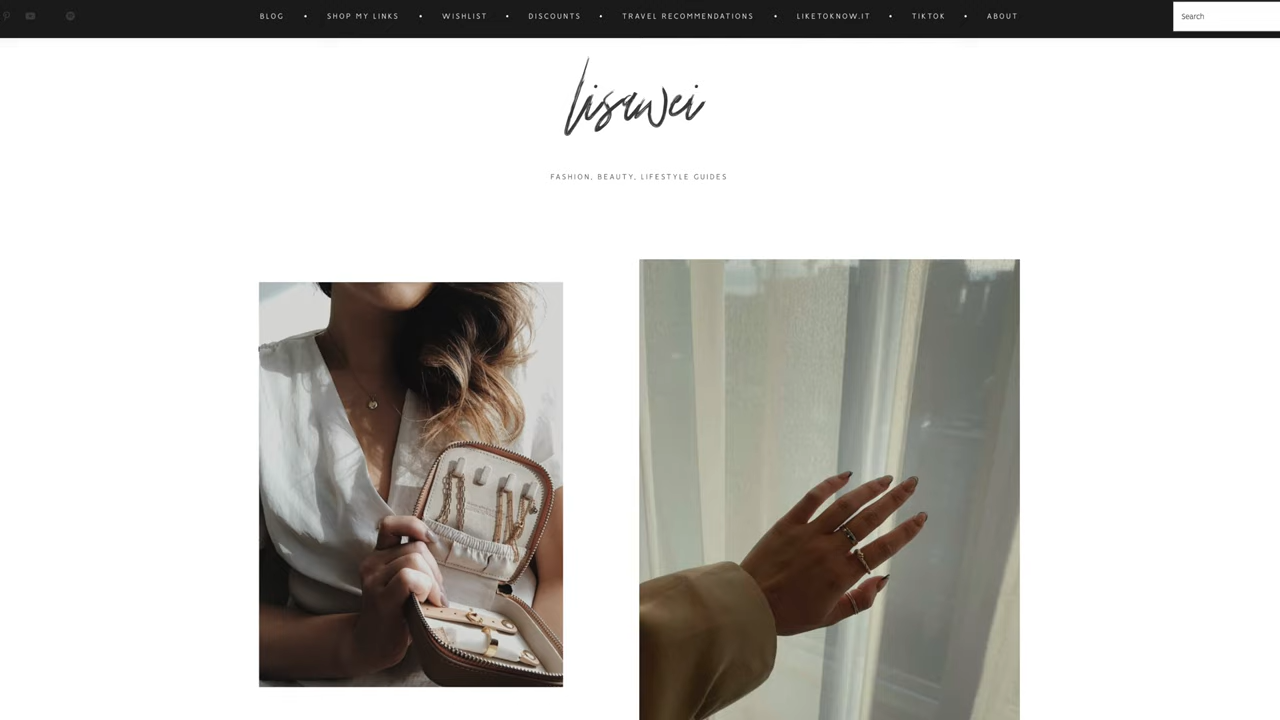 BLOG • SHOP MY LINKS • WISHLIST • DISCOUNTS • TRAVEL RECOMMENDATIONS • LIKETOKNOW.IT • TIKTOK • ABOUT
Search
lisawei
FASHION, BEAUTY, LIFESTYLE GUIDES